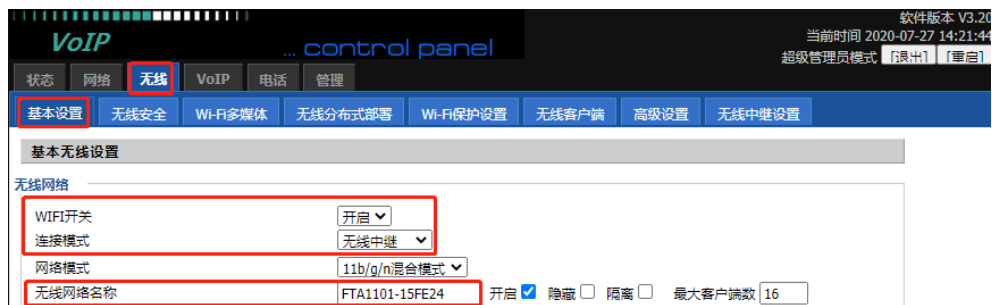 软件版本 V3.20
VoIP
... control panel
当前时间 2020-07-27 14:21:44
超级管理员模式 [退出] [重启]
状态 网络 无线 VoIP 电话 管理
基本设置 无线安全 Wi-Fi多媒体 无线分布式部署 Wi-Fi保护设置 无线客户端 高级设置 无线中继设置
基本无线设置
无线网络
WIFI开关 开启
连接模式 无线中继
网络模式 11b/g/n混合模式
无线网络名称 FTA1101-15FE24 开启 隐藏 隔离 最大客户端数 16